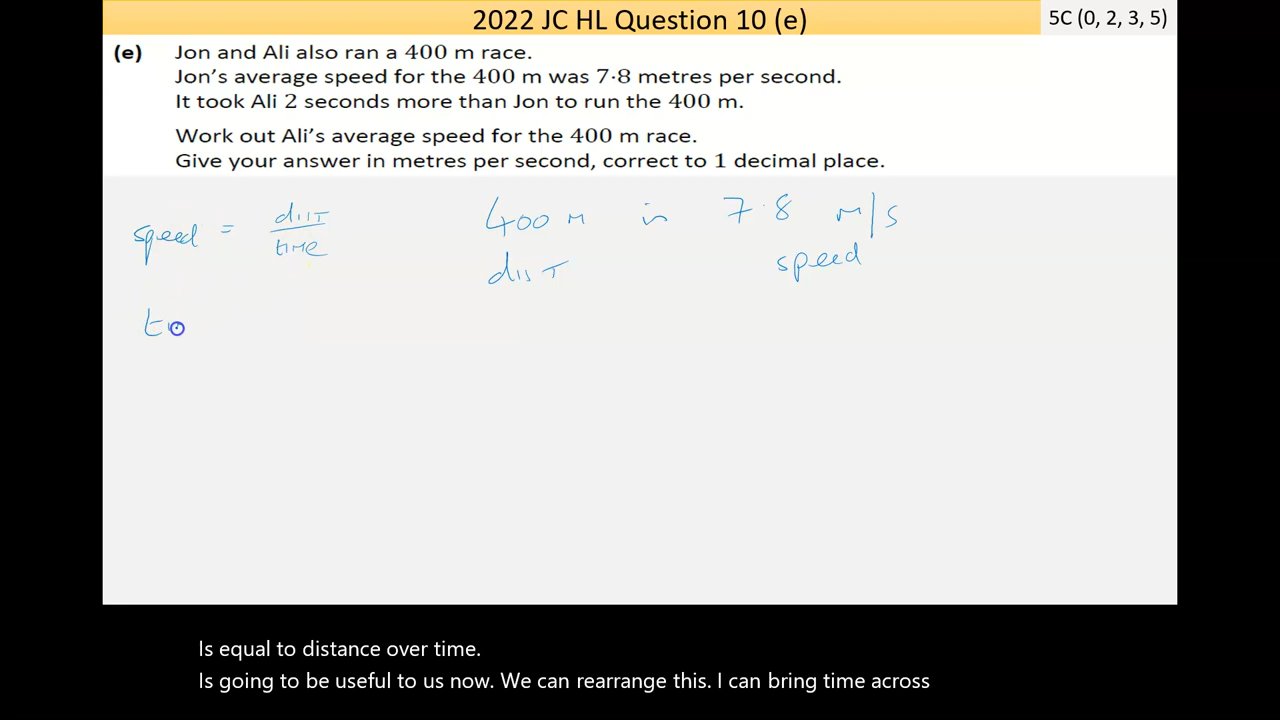 2022 JC HL Question 10 (e)
5C (0, 2, 3, 5)
(e) Jon and Ali also ran a 400 m race.
Jon's average speed for the 400 m was 7·8 metres per second.
It took Ali 2 seconds more than Jon to run the 400 m.
Work out Ali's average speed for the 400 m race.
Give your answer in metres per second, correct to 1 decimal place.
speed = dist / time
400 m in 7.8 m/s
dist speed
Is equal to distance over time.
Is going to be useful to us now. We can rearrange this. I can bring time across